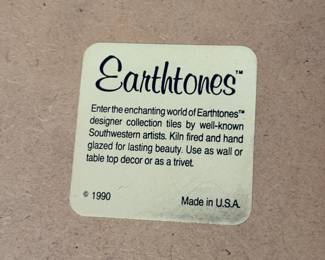 Earthtones™
Enter the enchanting world of Earthtones™
designer collection tiles by well-known
Southwestern artists. Kiln fired and hand
glazed for lasting beauty. Use as wall or
table top decor or as a trivet.
© 1990 Made in U.S.A.